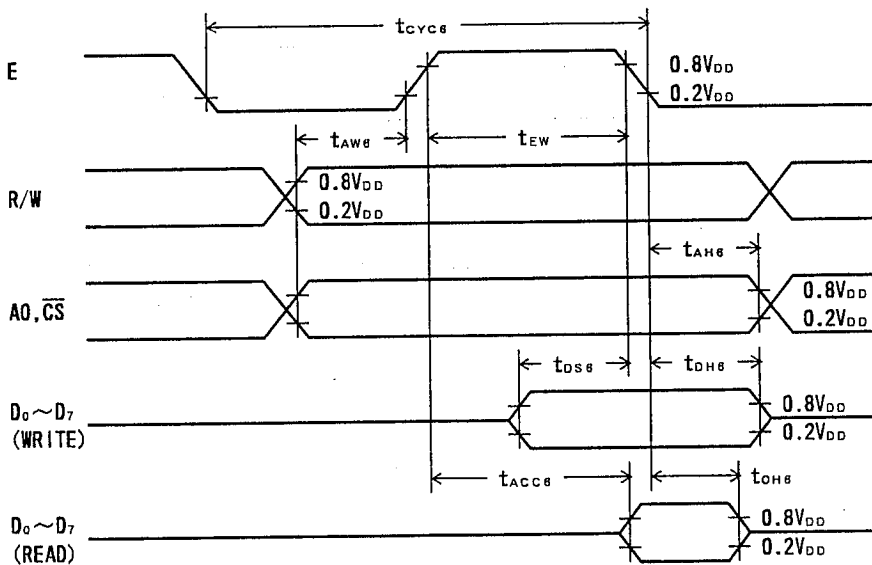 tCYC6
E
0.8VDD
0.2VDD
tAW6
tEW
R/W
0.8VDD
0.2VDD
tAH6
A0, C̅S̅
0.8VDD
0.2VDD
tDS6
tDH6
D0~D7
(WRITE)
0.8VDD
0.2VDD
tACC6
tOH6
D0~D7
(READ)
0.8VDD
0.2VDD